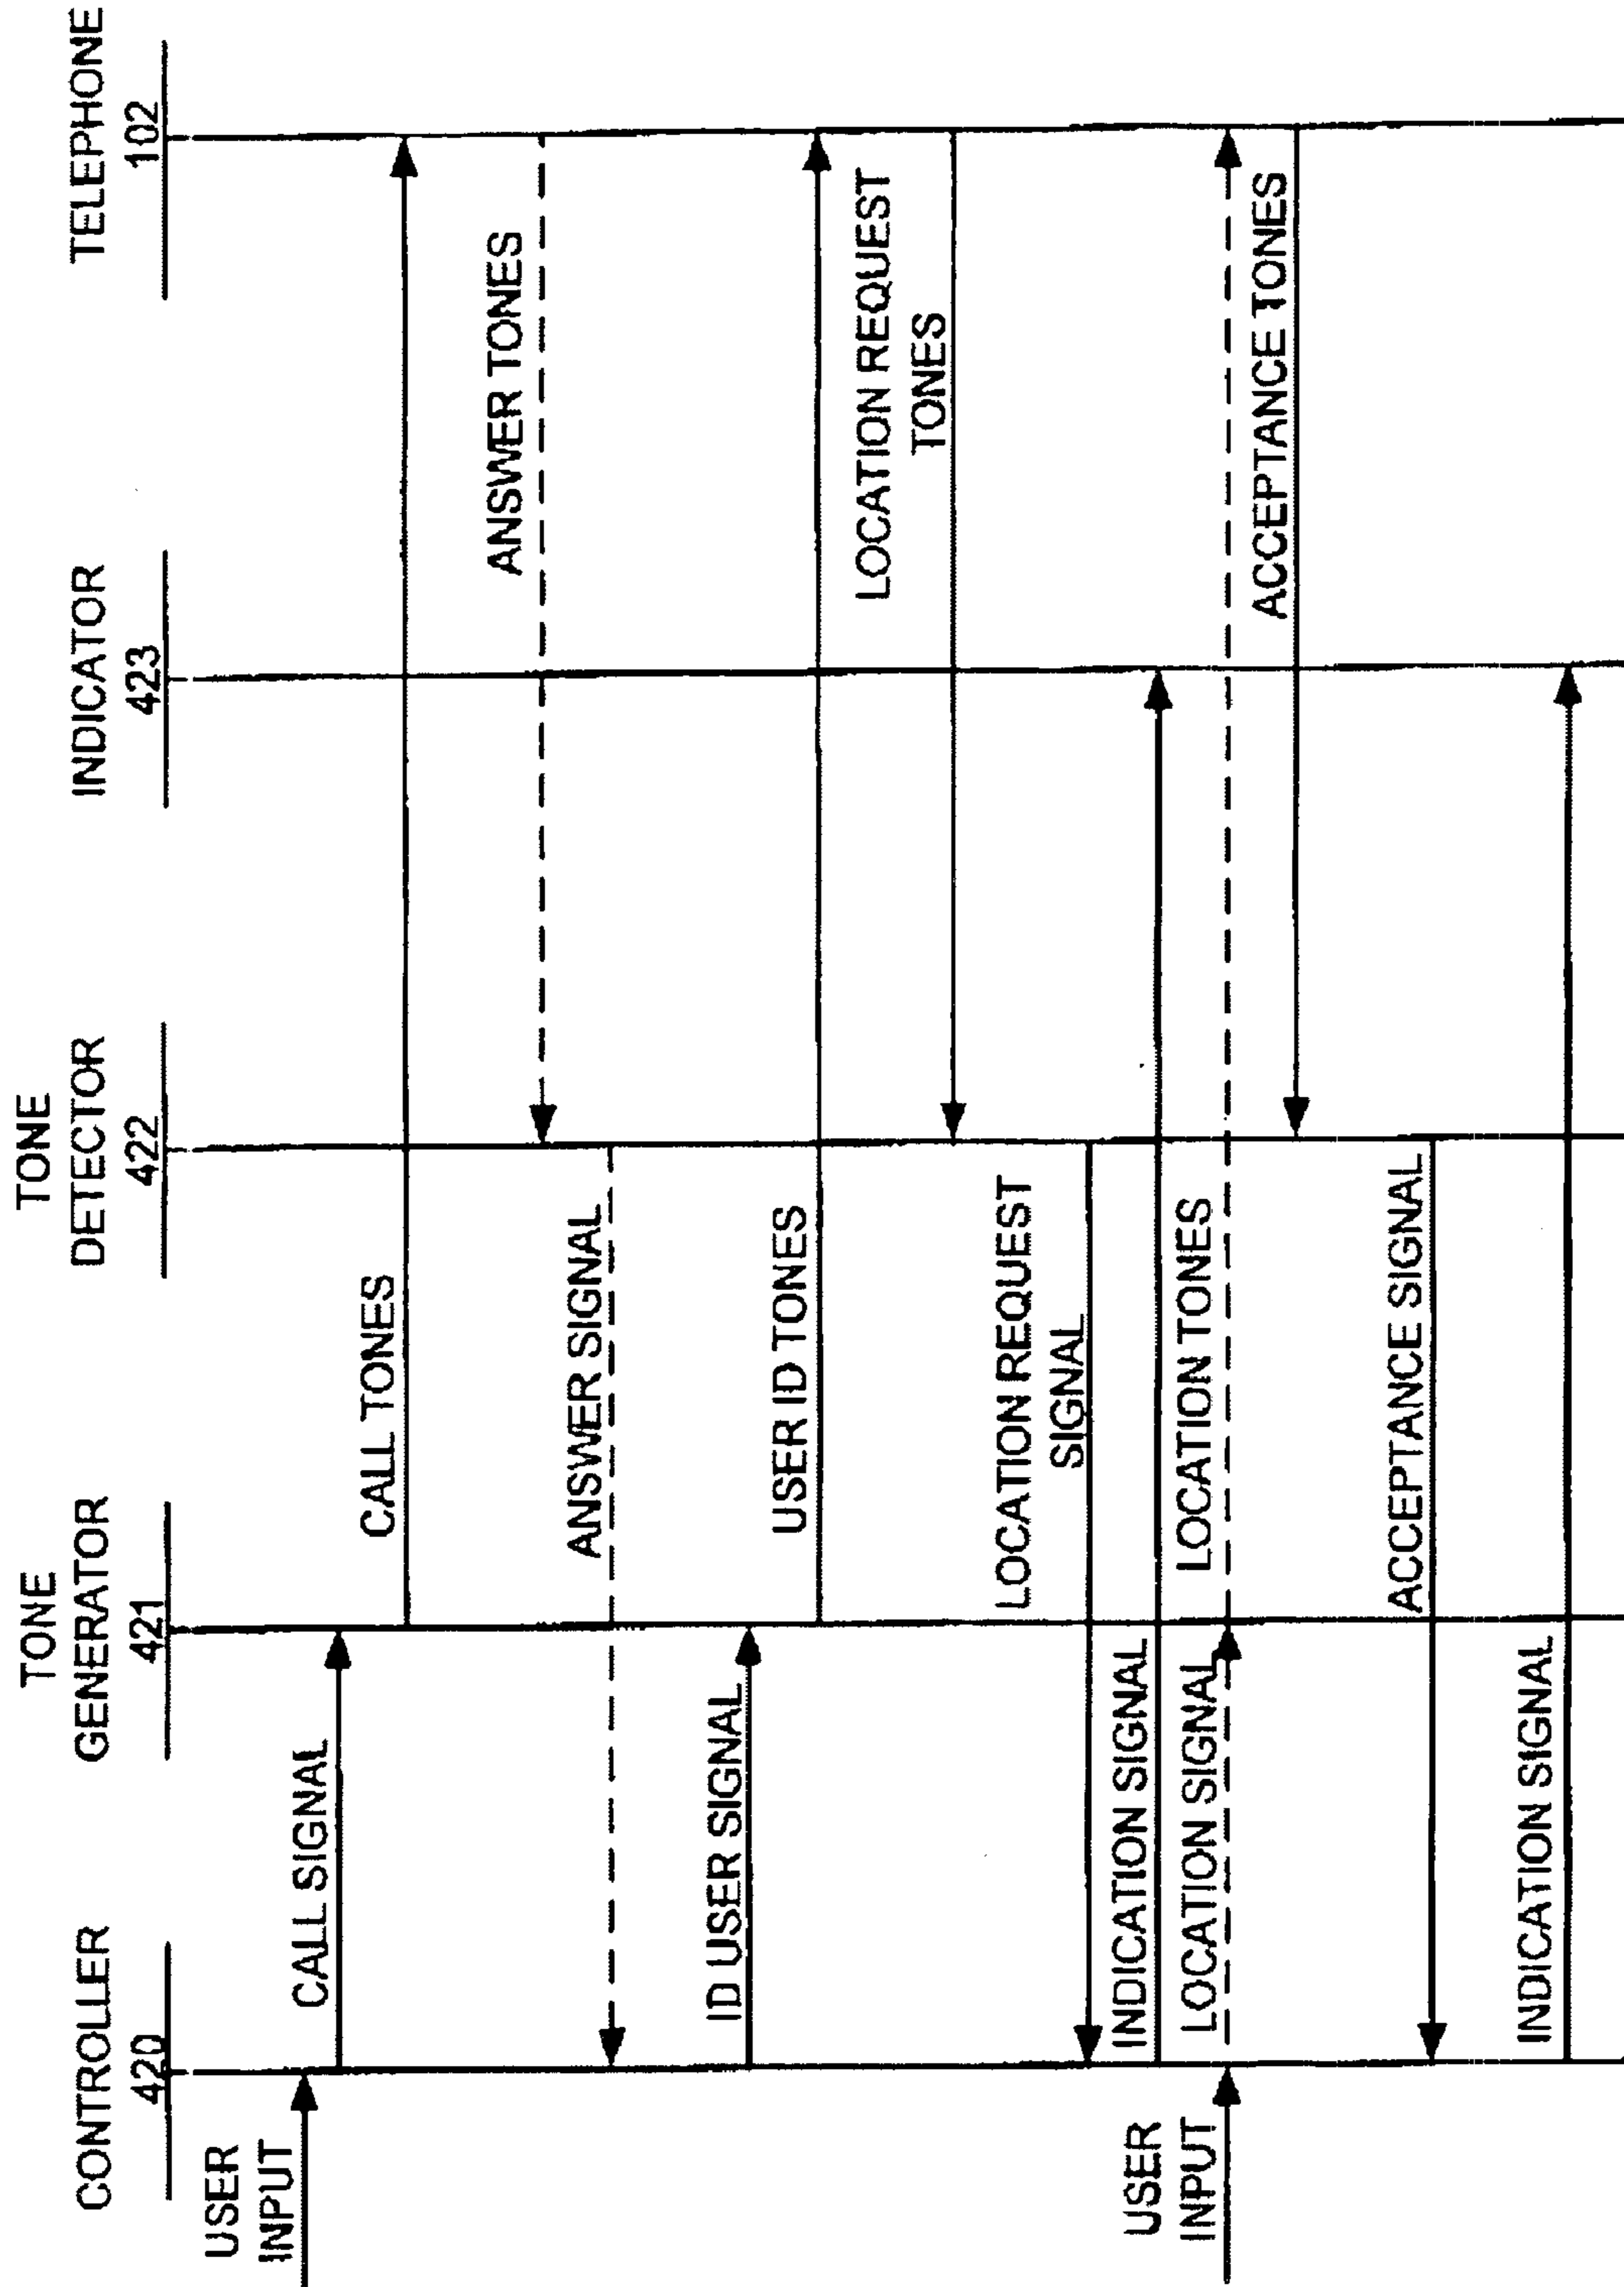 CONTROLLER
420
TONE
GENERATOR
421
TONE
DETECTOR
422
INDICATOR
423
TELEPHONE
102
USER
INPUT
CALL SIGNAL
CALL TONES
ANSWER TONES
ANSWER SIGNAL
ID USER SIGNAL
USER ID TONES
LOCATION REQUEST
TONES
LOCATION REQUEST
SIGNAL
INDICATION SIGNAL
USER
INPUT
LOCATION SIGNAL
LOCATION TONES
ACCEPTANCE TONES
ACCEPTANCE SIGNAL
INDICATION SIGNAL